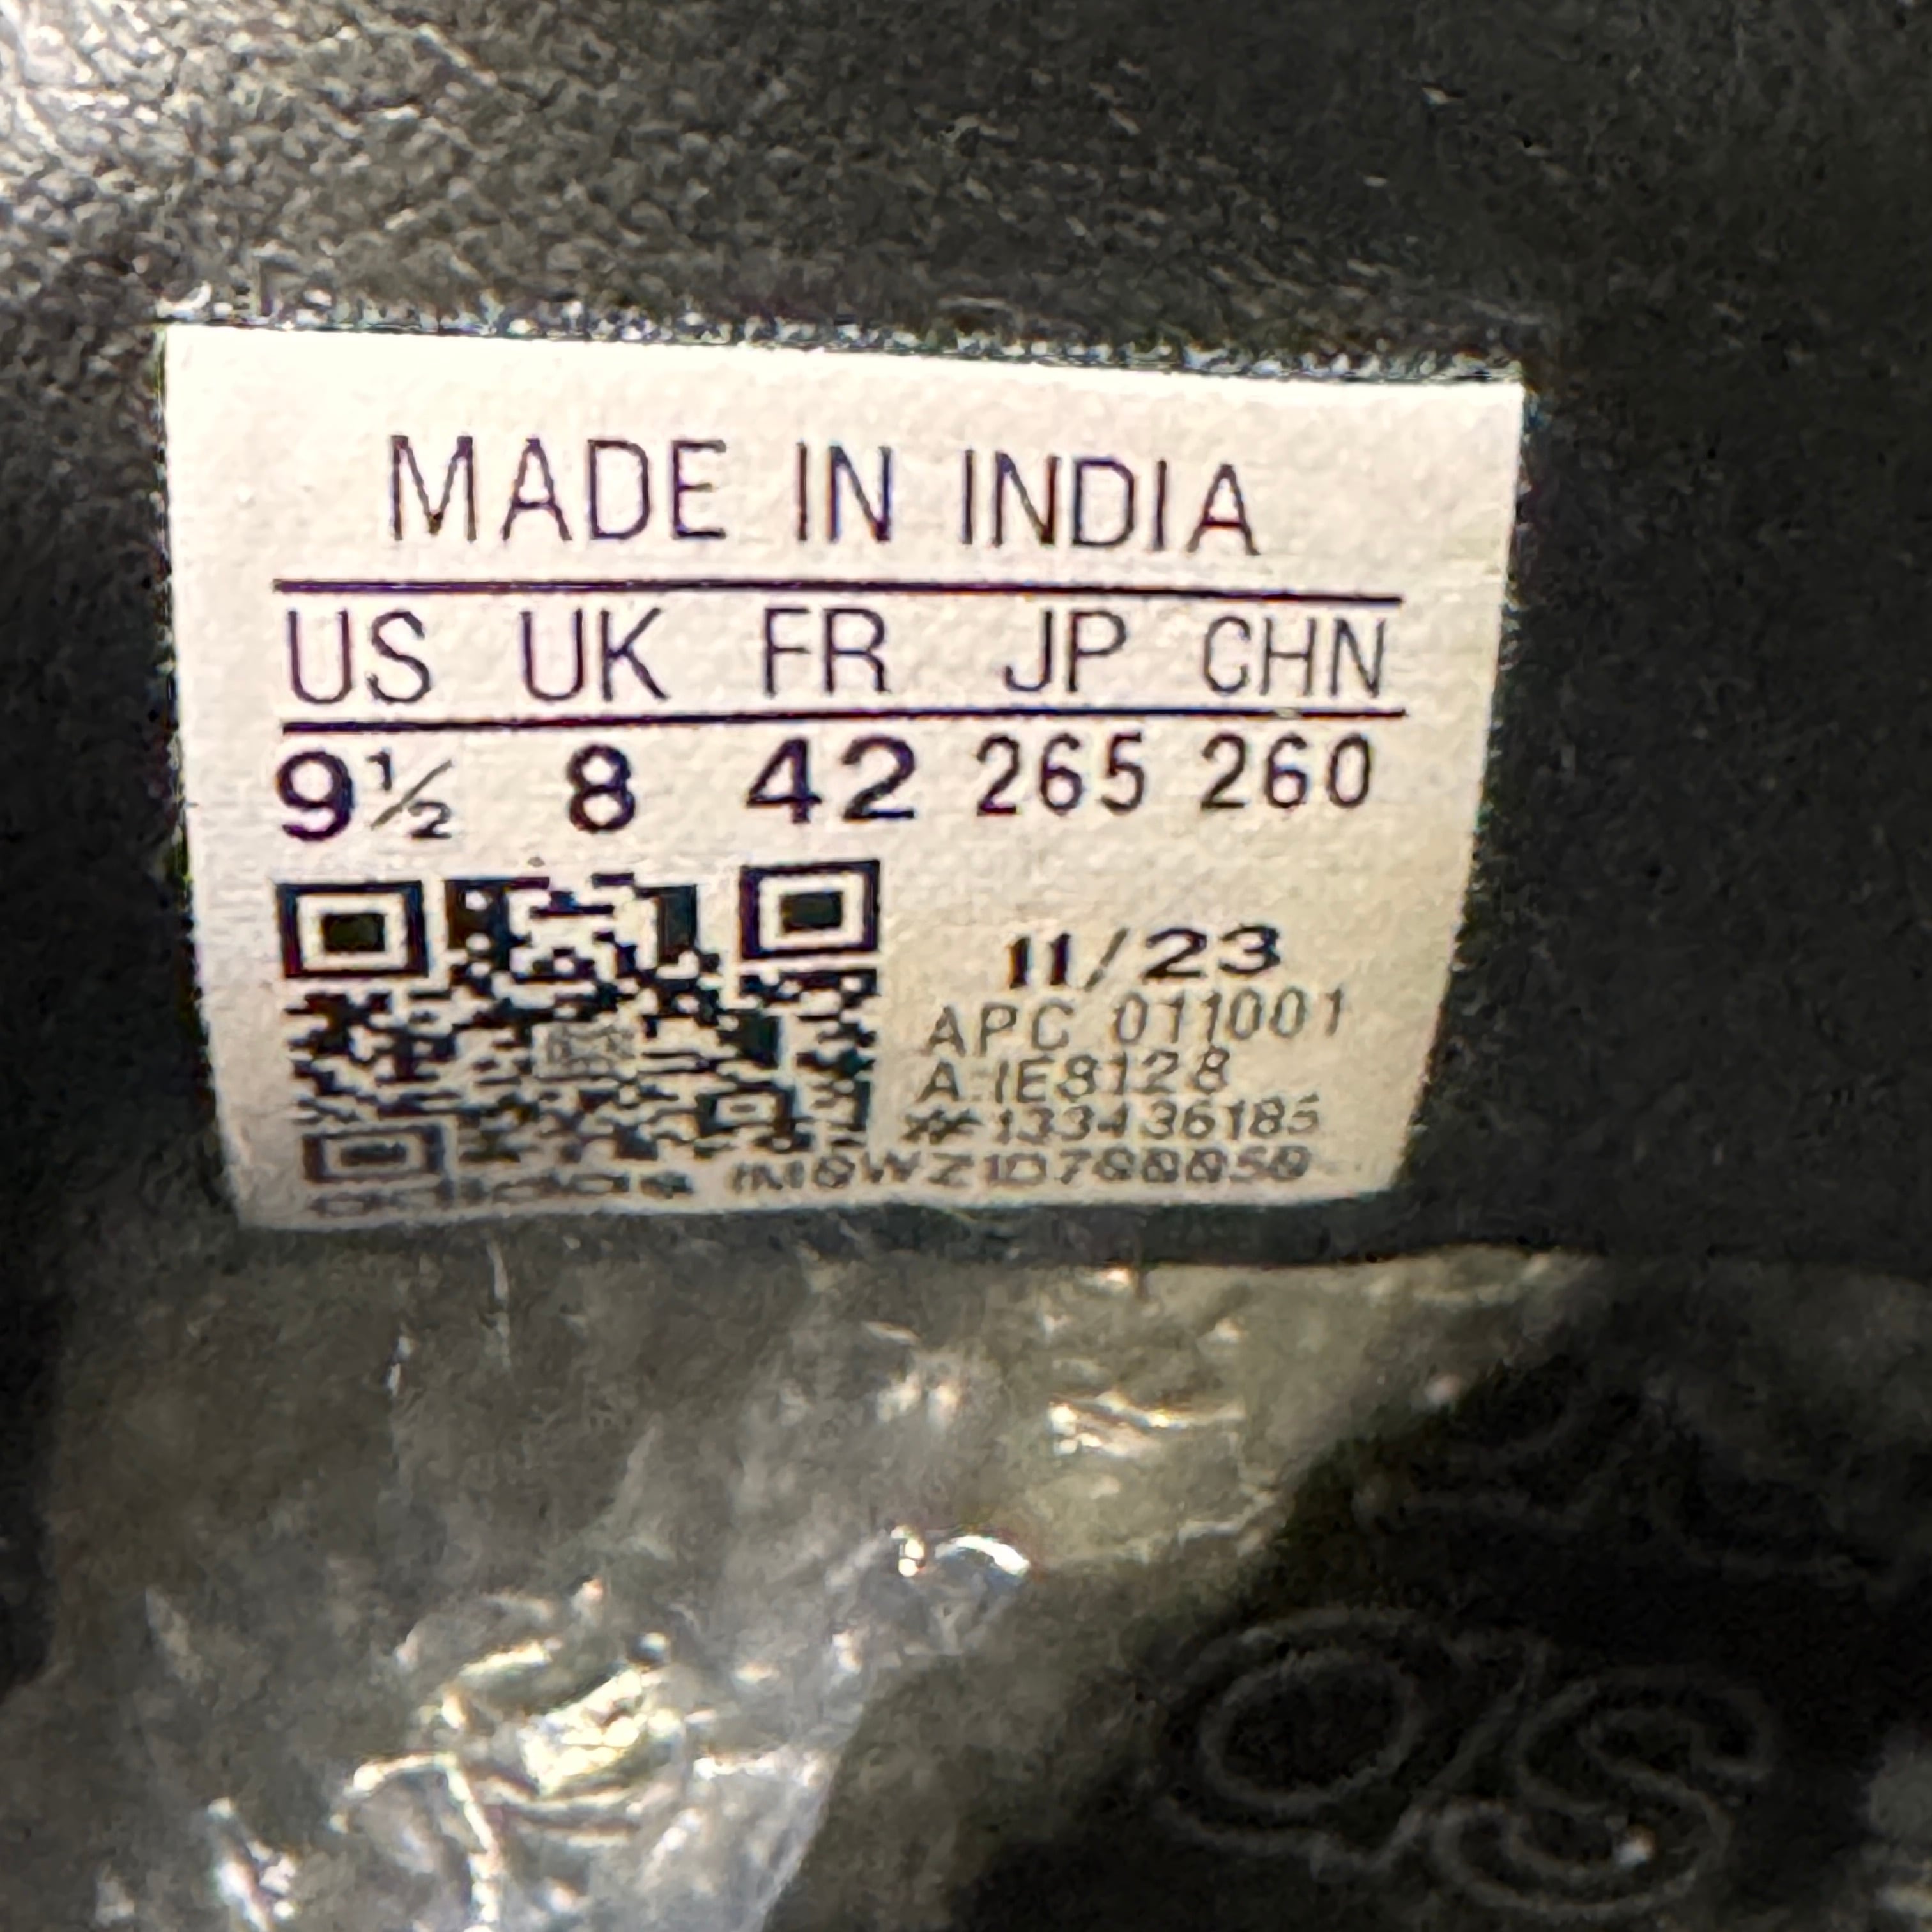 MADE IN INDIA
US UK FR JP CHN
9½ 8 42 265 260
11/23
APC 011001
A:IE8128
133436185
adidas